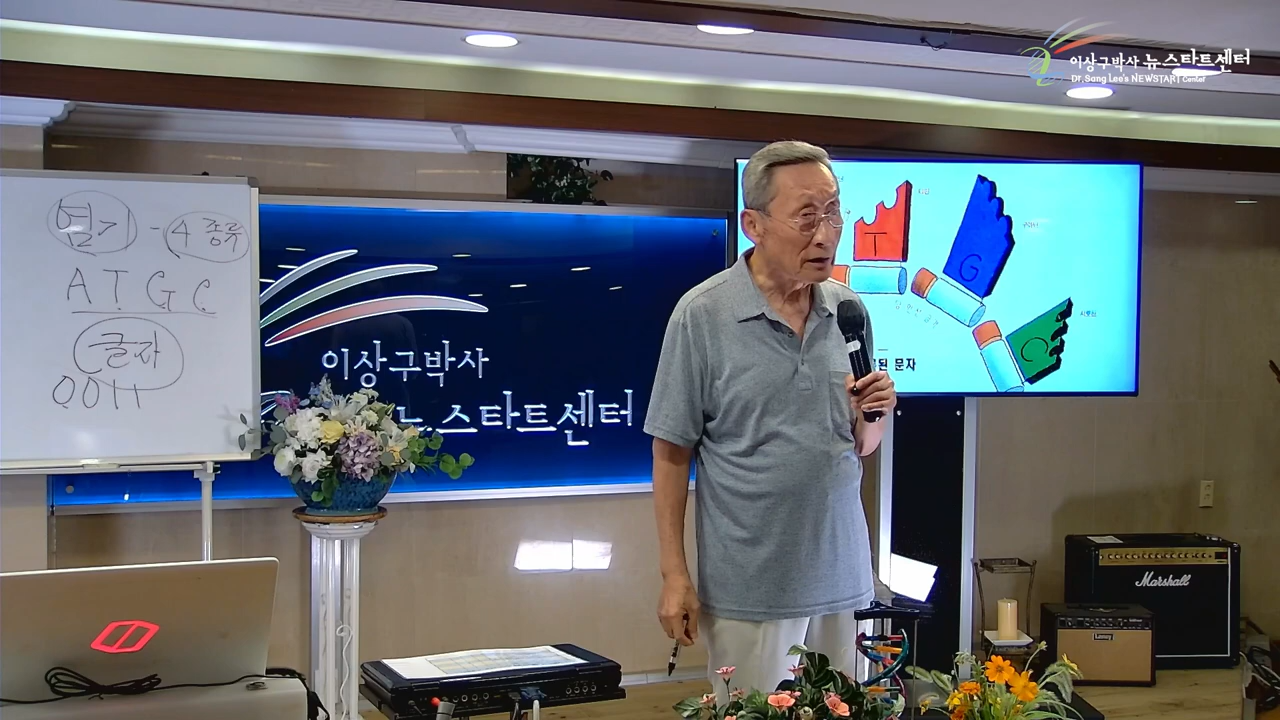 이상구박사 뉴스타트센터
Dr. Sang Lee's NEWSTART Center
염기 - 4 종류
A T G C
글자
0011
이상구박사
뉴스타트센터
T
G
C
된 문자
Marshall
Laney